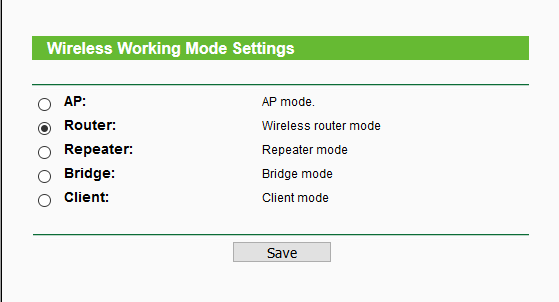 Wireless Working Mode Settings
AP: AP mode.
Router: Wireless router mode
Repeater: Repeater mode
Bridge: Bridge mode
Client: Client mode
Save